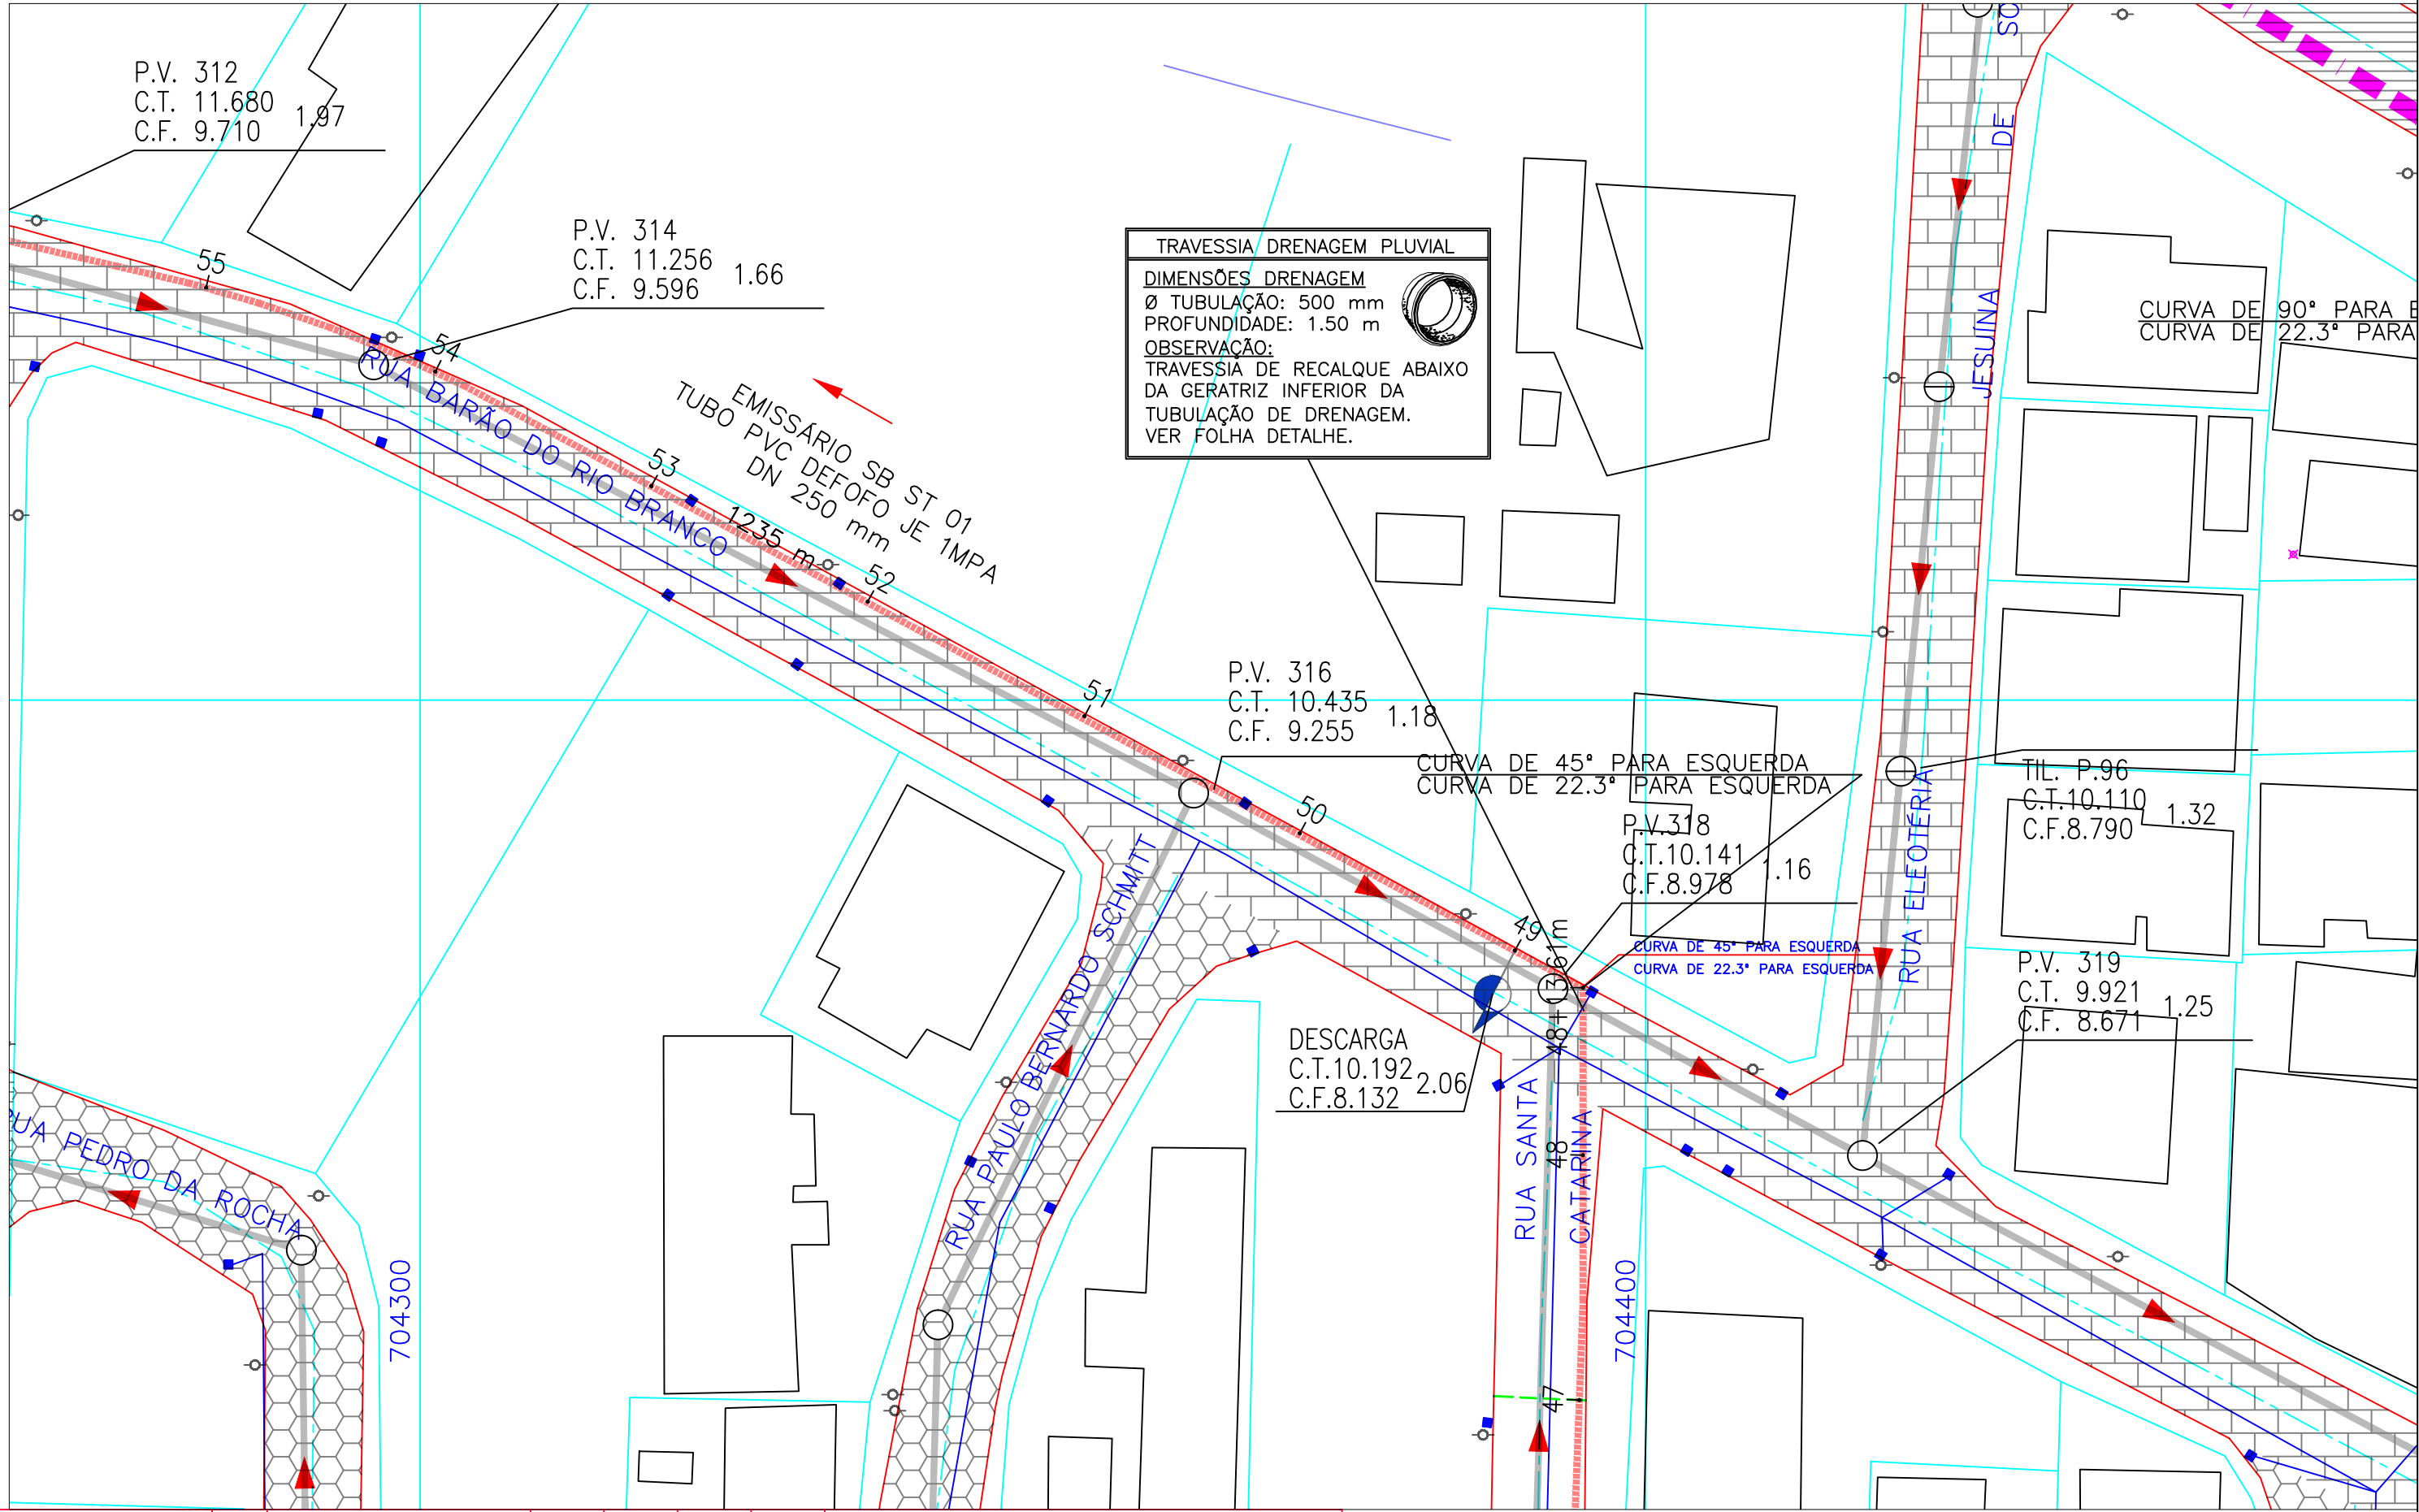 P.V. 312
C.T. 11.680
C.F. 9.710
1.97
P.V. 314
C.T. 11.256
C.F. 9.596
1.66
TRAVESSIA DRENAGEM PLUVIAL
DIMENSÕES DRENAGEM
Ø TUBULAÇÃO: 500 mm
PROFUNDIDADE: 1.50 m
OBSERVAÇÃO:
TRAVESSIA DE RECALQUE ABAIXO
DA GERATRIZ INFERIOR DA
TUBULAÇÃO DE DRENAGEM.
VER FOLHA DETALHE.
CURVA DE 90° PARA E
CURVA DE 22.3° PARA
55
54
53
52
51
50
49
48+1361m
48
47
RUA BARÃO DO RIO BRANCO
EMISSÁRIO SB ST 01
TUBO PVC DEFOFO JE 1MPA
DN 250 mm
1235 m
P.V. 316
C.T. 10.435
C.F. 9.255
1.18
CURVA DE 45° PARA ESQUERDA
CURVA DE 22.3° PARA ESQUERDA
P.V.318
C.T.10.141
C.F.8.978
1.16
CURVA DE 45° PARA ESQUERDA
CURVA DE 22.3° PARA ESQUERDA
TIL. P.96
C.T.10.110
C.F.8.790
1.32
P.V. 319
C.T. 9.921
C.F. 8.671
1.25
DESCARGA
C.T.10.192
C.F.8.132
2.06
RUA ELEOTÉRIA
JESUÍNA
DE
SO
RUA PAULO BERNARDO SCHMITT
RUA SANTA
CATARINA
RUA PEDRO DA ROCHA
704300
704400